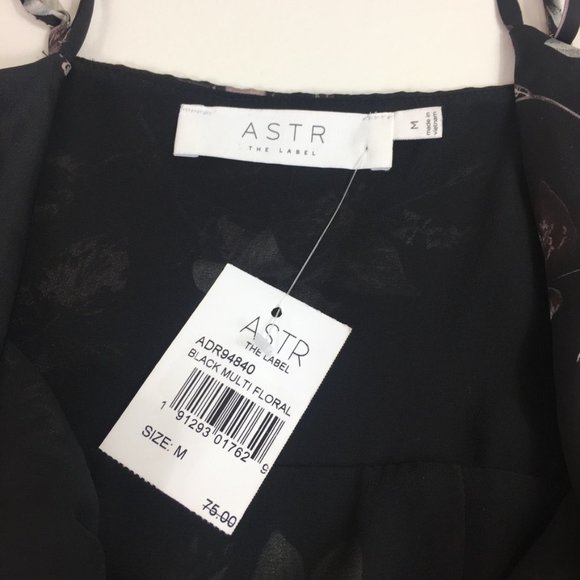 ASTR
THE LABEL
M
made in
vietnam
ASTR
THE LABEL
ADR94840
BLACK MULTI FLORAL
1 91293 01762 9
SIZE: M
75.00